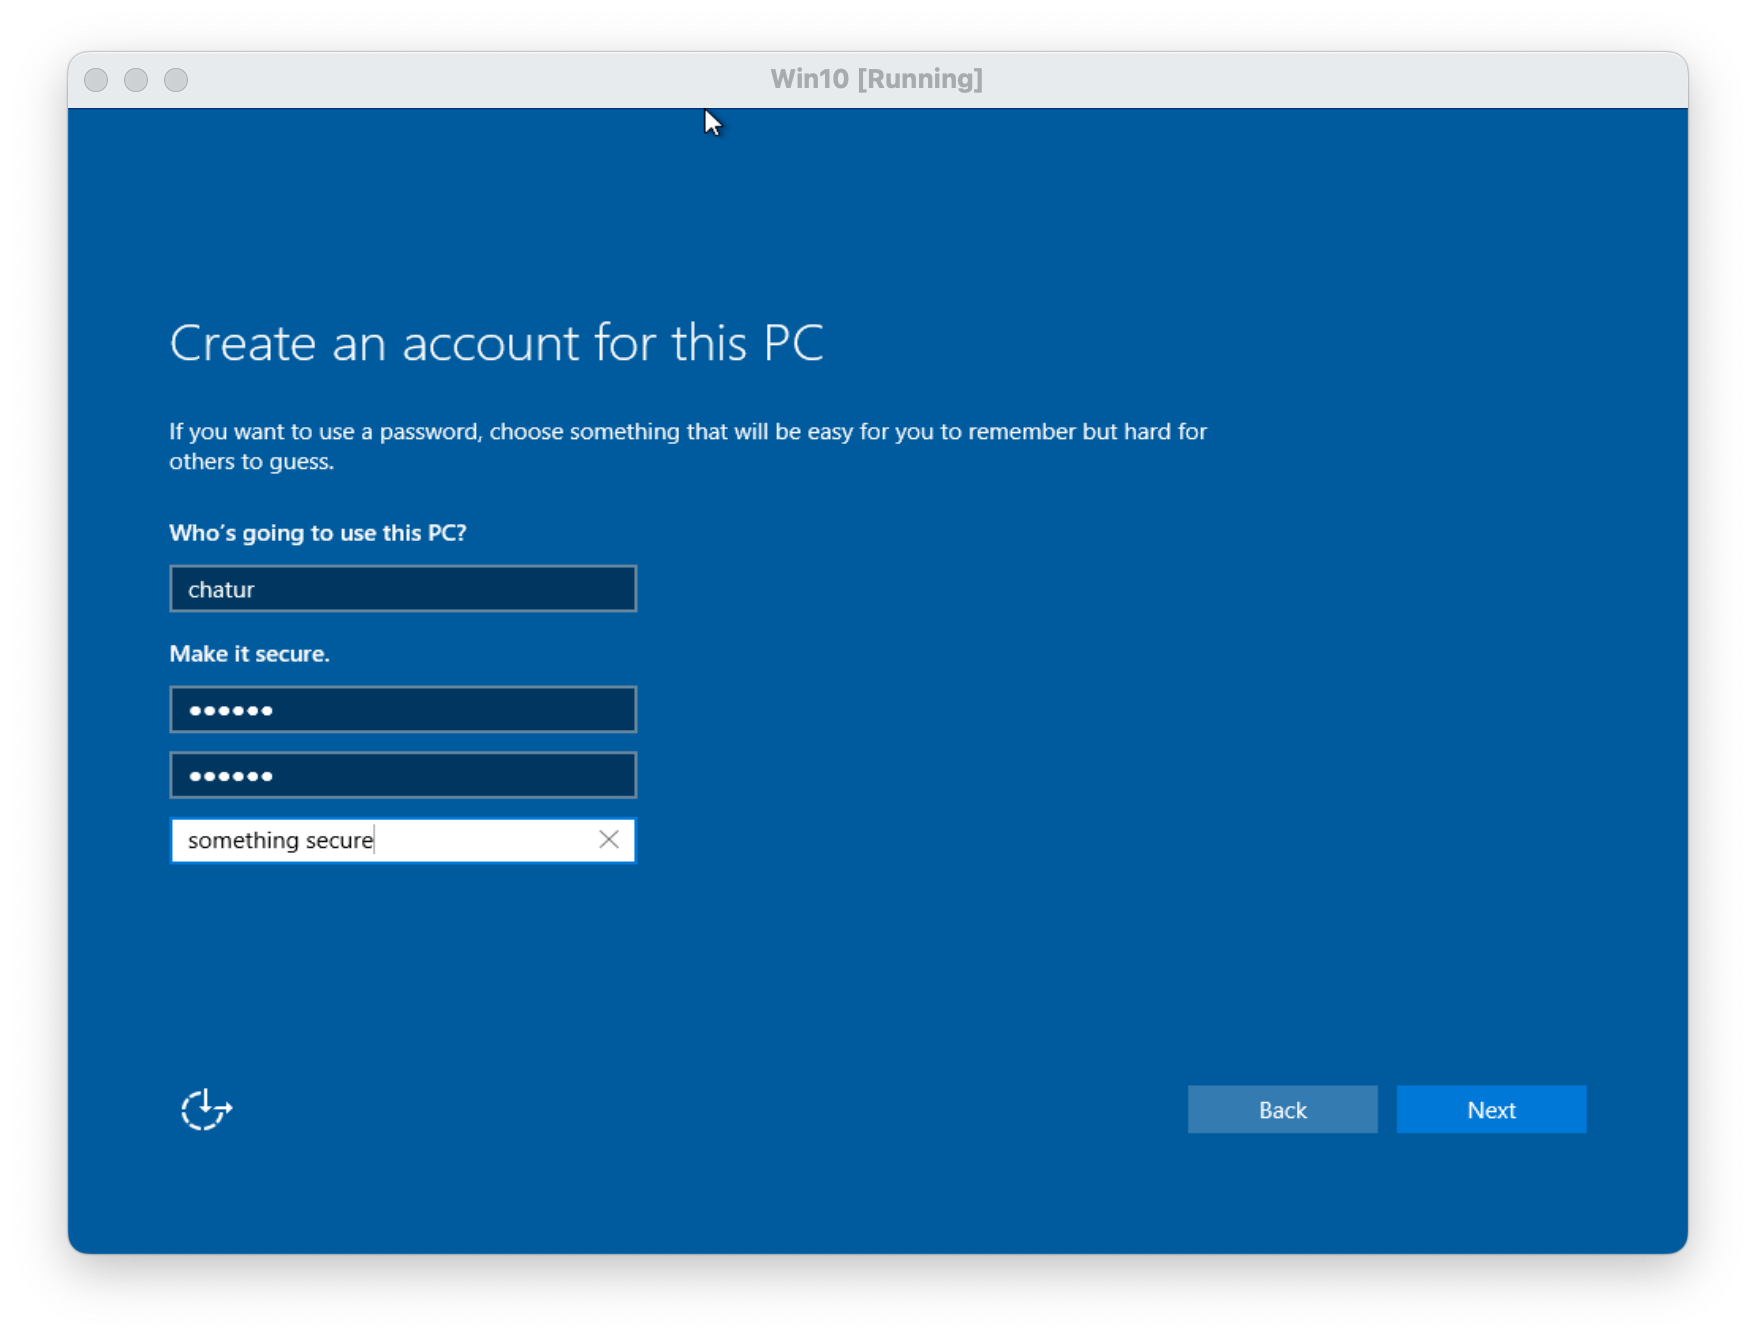 Win10 [Running]
Create an account for this PC
If you want to use a password, choose something that will be easy for you to remember but hard for
others to guess.
Who's going to use this PC?
chatur
Make it secure.
●●●●●●
●●●●●●
something secure
Back
Next